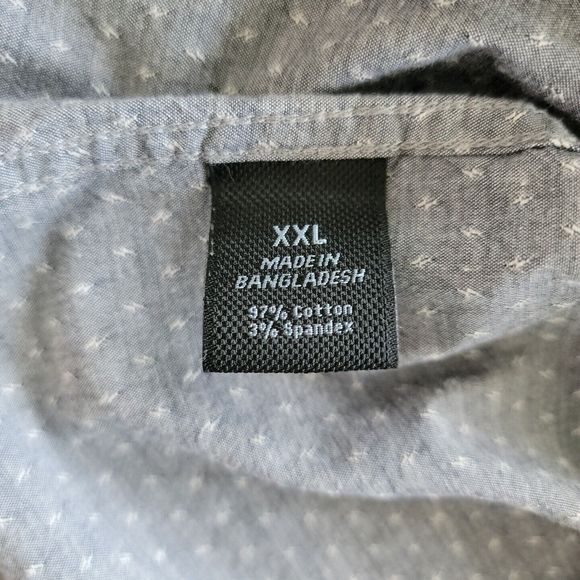 XXL
MADE IN
BANGLADESH
97% Cotton
3% Spandex